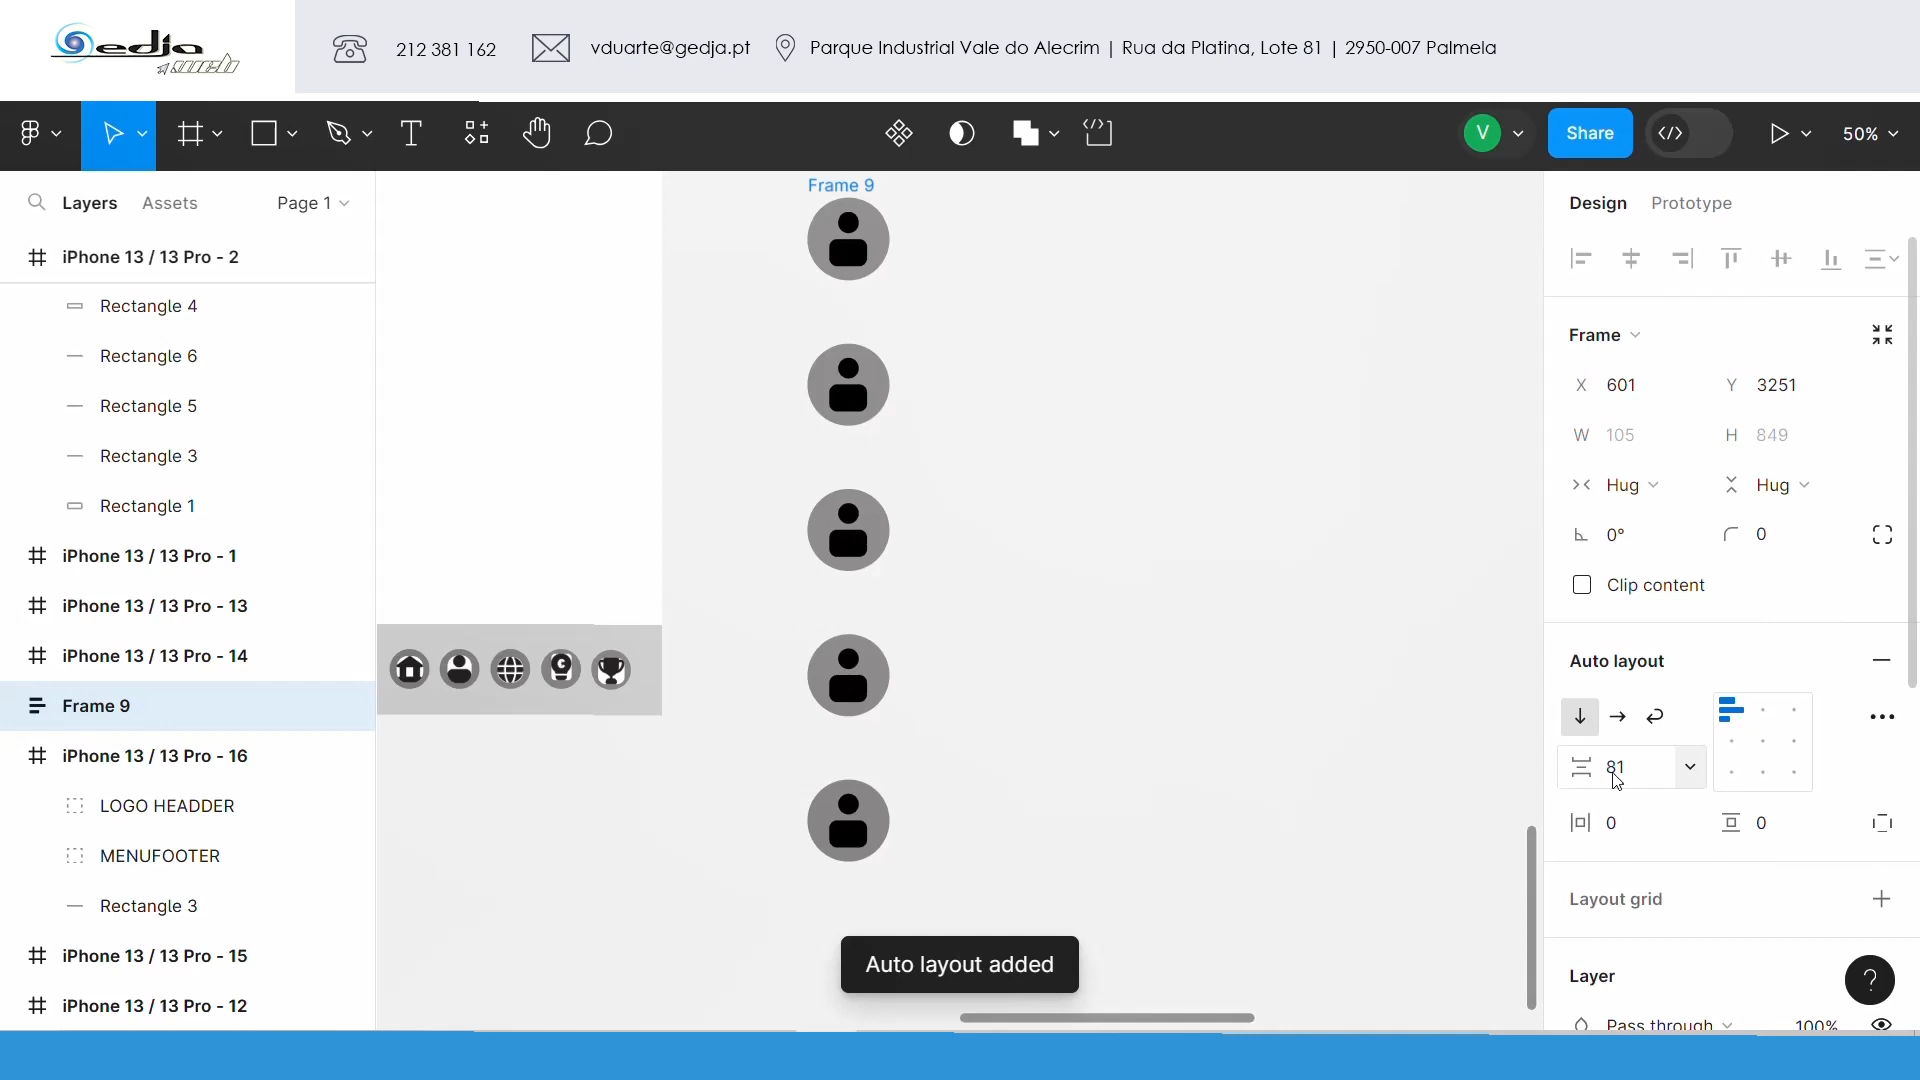 Gedja
web
212 381 162 vduarte@gedja.pt Parque Industrial Vale do Alecrim | Rua da Platina, Lote 81 | 2950-007 Palmela
V Share 50%
Layers Assets Page 1
iPhone 13 / 13 Pro - 2
Rectangle 4
Rectangle 6
Rectangle 5
Rectangle 3
Rectangle 1
iPhone 13 / 13 Pro - 1
iPhone 13 / 13 Pro - 13
iPhone 13 / 13 Pro - 14
Frame 9
iPhone 13 / 13 Pro - 16
LOGO HEADDER
MENUFOOTER
Rectangle 3
iPhone 13 / 13 Pro - 15
iPhone 13 / 13 Pro - 12
Frame 9
Auto layout added
Design Prototype
Frame
X 601 Y 3251
W 105 H 849
Hug Hug
0° 0
Clip content
Auto layout
81
0 0
Layout grid
Layer
?
Pass through 100%